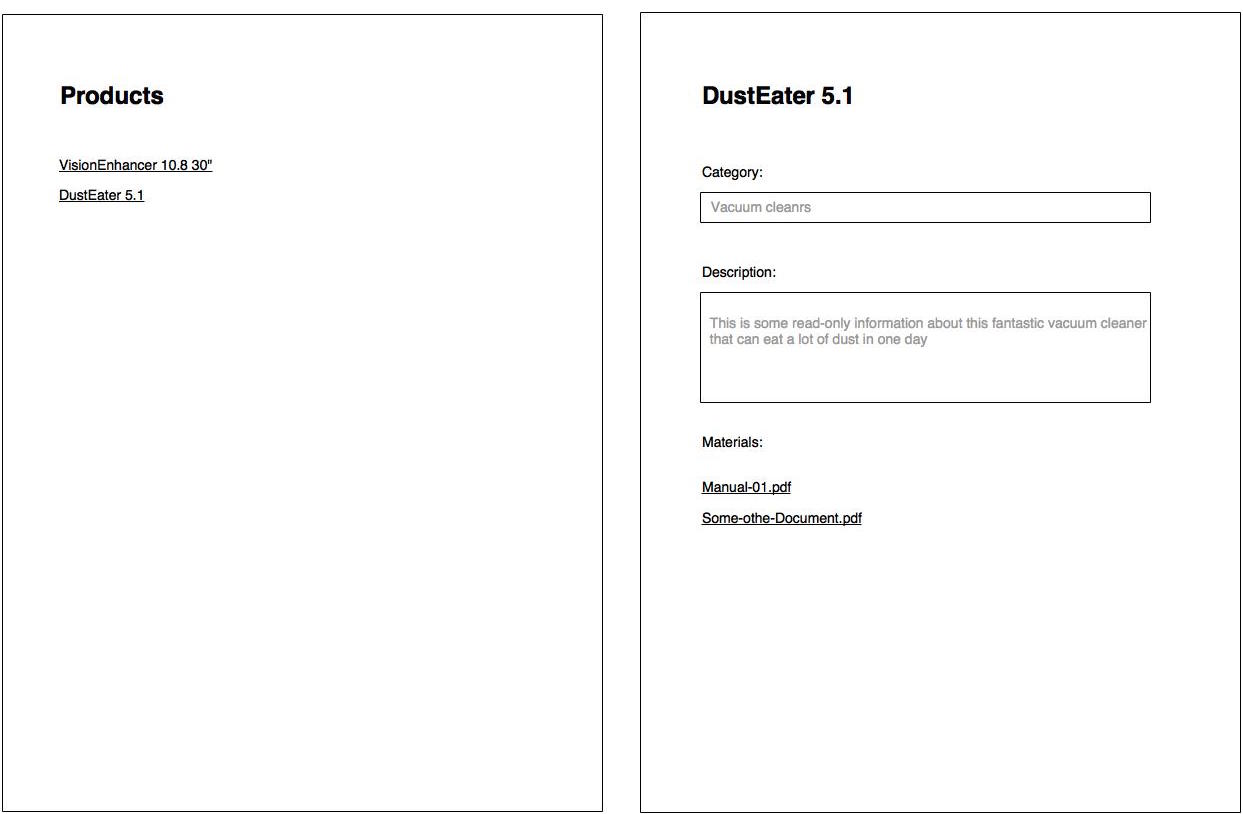 Products
VisionEnhancer 10.8 30"
DustEater 5.1
DustEater 5.1
Category:
Vacuum cleanrs
Description:
This is some read-only information about this fantastic vacuum cleaner
that can eat a lot of dust in one day
Materials:
Manual-01.pdf
Some-othe-Document.pdf